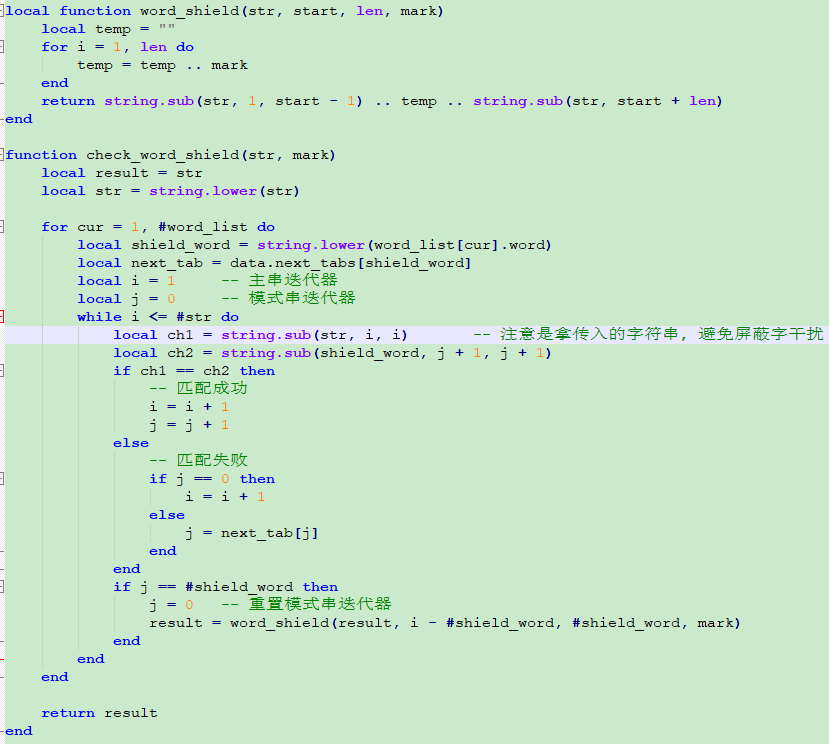 local function word_shield(str, start, len, mark)
    local temp = ""
    for i = 1, len do
        temp = temp .. mark
    end
    return string.sub(str, 1, start - 1) .. temp .. string.sub(str, start + len)
end

function check_word_shield(str, mark)
    local result = str
    local str = string.lower(str)

    for cur = 1, #word_list do
        local shield_word = string.lower(word_list[cur].word)
        local next_tab = data.next_tabs[shield_word]
        local i = 1     -- 主串迭代器
        local j = 0     -- 模式串迭代器
        while i <= #str do
            local ch1 = string.sub(str, i, i)       -- 注意是拿传入的字符串, 避免屏蔽字干扰
            local ch2 = string.sub(shield_word, j + 1, j + 1)
            if ch1 == ch2 then
                -- 匹配成功
                i = i + 1
                j = j + 1
            else
                -- 匹配失败
                if j == 0 then
                    i = i + 1
                else
                    j = next_tab[j]
                end
            end
            if j == #shield_word then
                j = 0   -- 重置模式串迭代器
                result = word_shield(result, i - #shield_word, #shield_word, mark)
            end
        end
    end

    return result
end